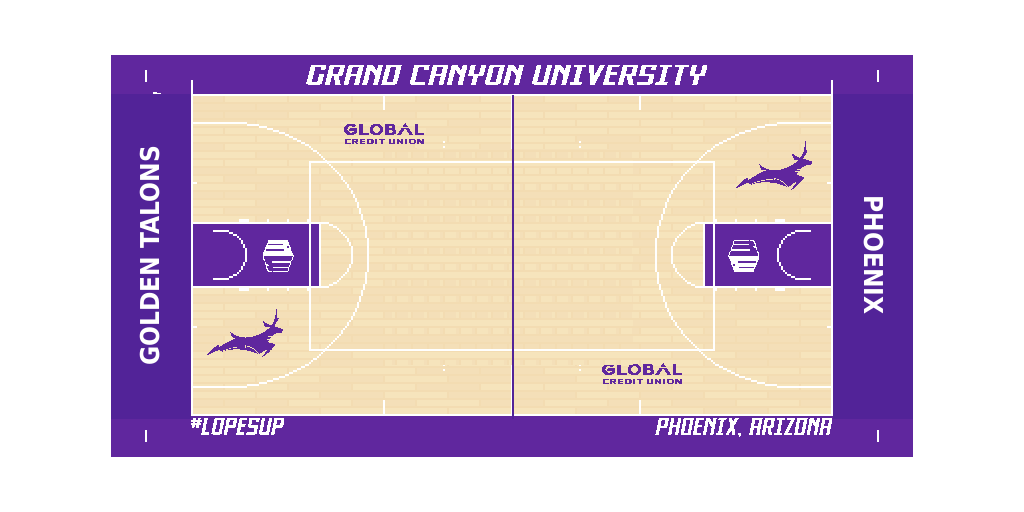 GRAND CANYON UNIVERSITY
GLOBAL
CREDIT UNION
GOLDEN TALONS
PHOENIX
GLOBAL
CREDIT UNION
#LOPESUP
PHOENIX, ARIZONA